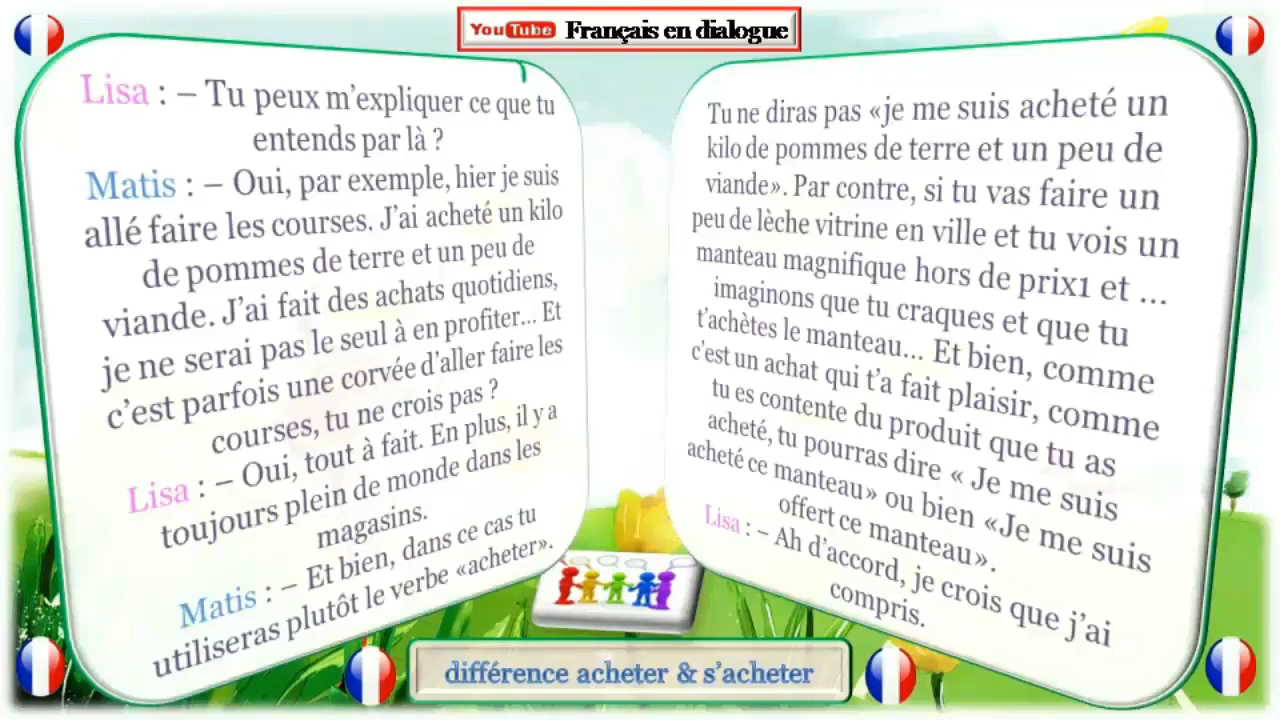 YouTube Français en dialogue
Lisa : – Tu peux m’expliquer ce que tu
entends par là ?
Matis : – Oui, par exemple, hier je suis
allé faire les courses. J’ai acheté un kilo
de pommes de terre et un peu de
viande. J’ai fait des achats quotidiens,
je ne serai pas le seul à en profiter... Et
c’est parfois une corvée d’aller faire les
courses, tu ne crois pas ?
Lisa : – Oui, tout à fait. En plus, il y a
toujours plein de monde dans les
magasins.
Matis : – Et bien, dans ce cas tu
utiliseras plutôt le verbe «acheter».
Tu ne diras pas «je me suis acheté un
kilo de pommes de terre et un peu de
viande». Par contre, si tu vas faire un
peu de lèche vitrine en ville et tu vois un
manteau magnifique hors de prix1 et ...
imaginons que tu craques et que tu
t’achètes le manteau... Et bien, comme
c’est un achat qui t’a fait plaisir, comme
tu es contente du produit que tu as
acheté, tu pourras dire « Je me suis
acheté ce manteau» ou bien «Je me suis
offert ce manteau».
Lisa : – Ah d’accord, je crois que j’ai
compris.
différence acheter & s’acheter